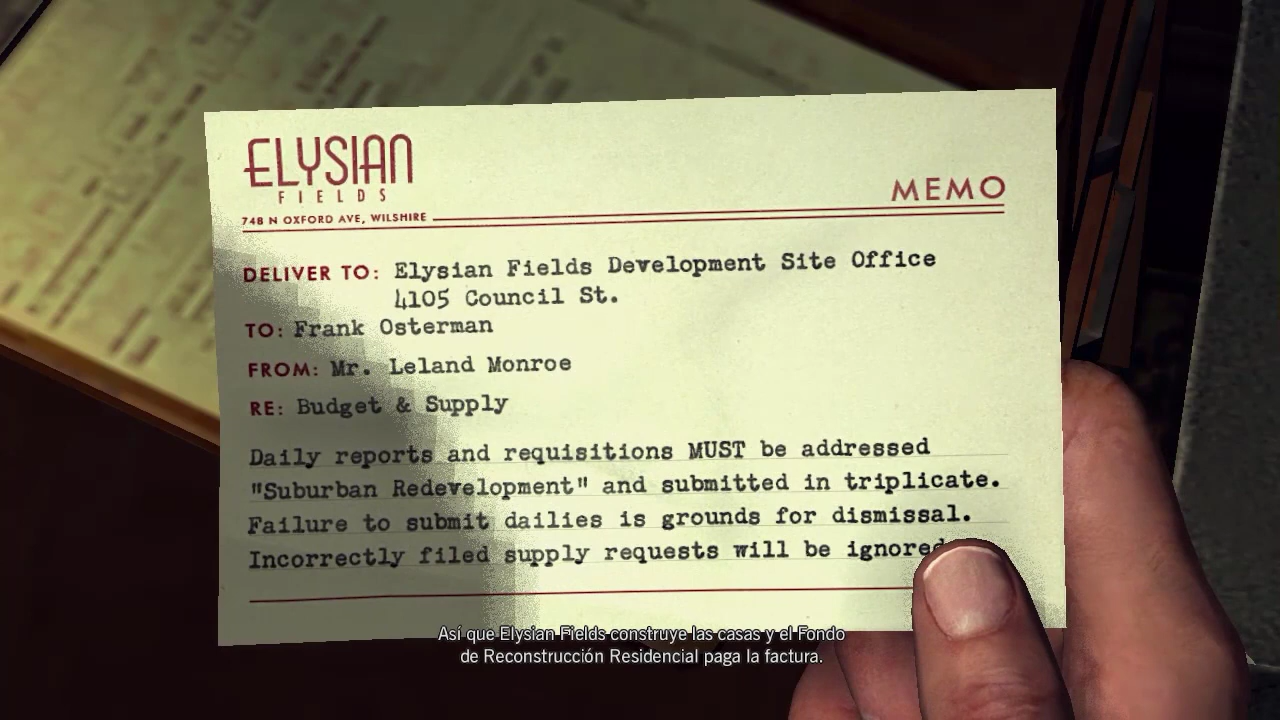 ELYSIAN
FIELDS
748 N OXFORD AVE, WILSHIRE
MEMO
DELIVER TO: Elysian Fields Development Site Office
4105 Council St.
TO: Frank Osterman
FROM: Mr. Leland Monroe
RE: Budget & Supply
Daily reports and requisitions MUST be addressed
"Suburban Redevelopment" and submitted in triplicate.
Failure to submit dailies is grounds for dismissal.
Incorrectly filed supply requests will be ignored
Así que Elysian Fields construye las casas y el Fondo
de Reconstrucción Residencial paga la factura.